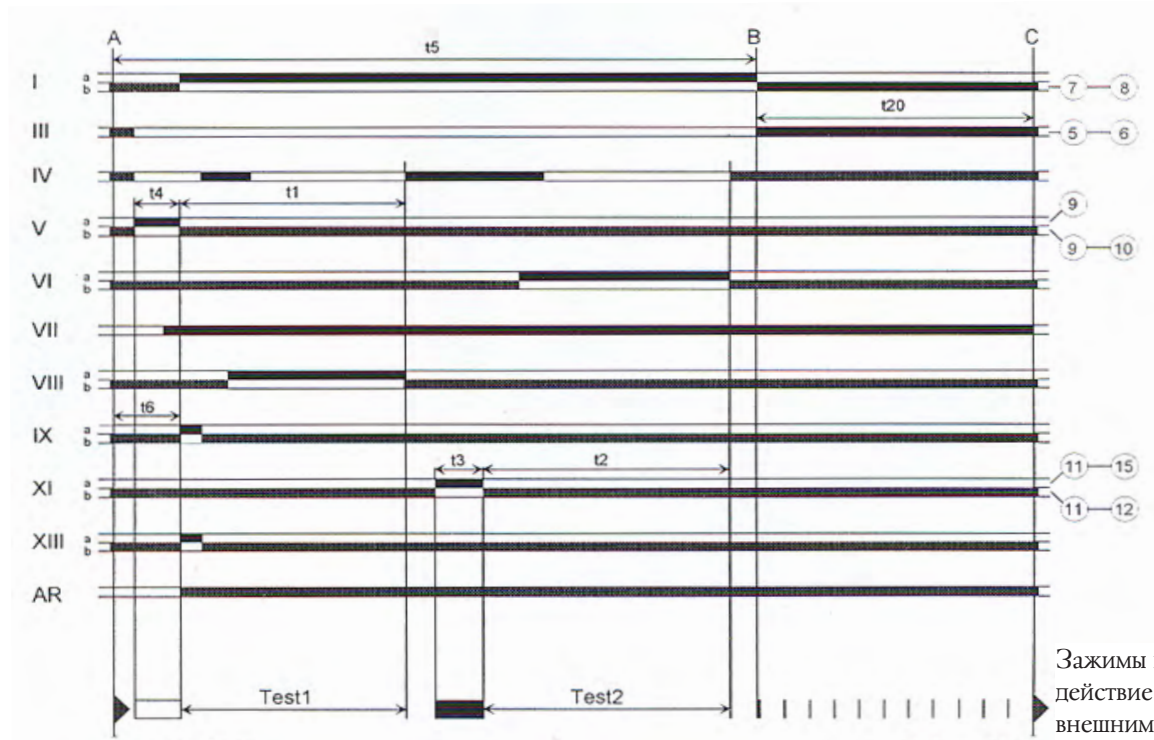 A B C
t5
I a b 7 8
t20
III 5 6
IV
t4 t1
V a b 9
9 10
VI a b
VII
VIII a b
t6
IX a b
t3 t2
XI a b 11 15
11 12
XIII a b
AR
Зажимы
действие
внешним
Test1 Test2